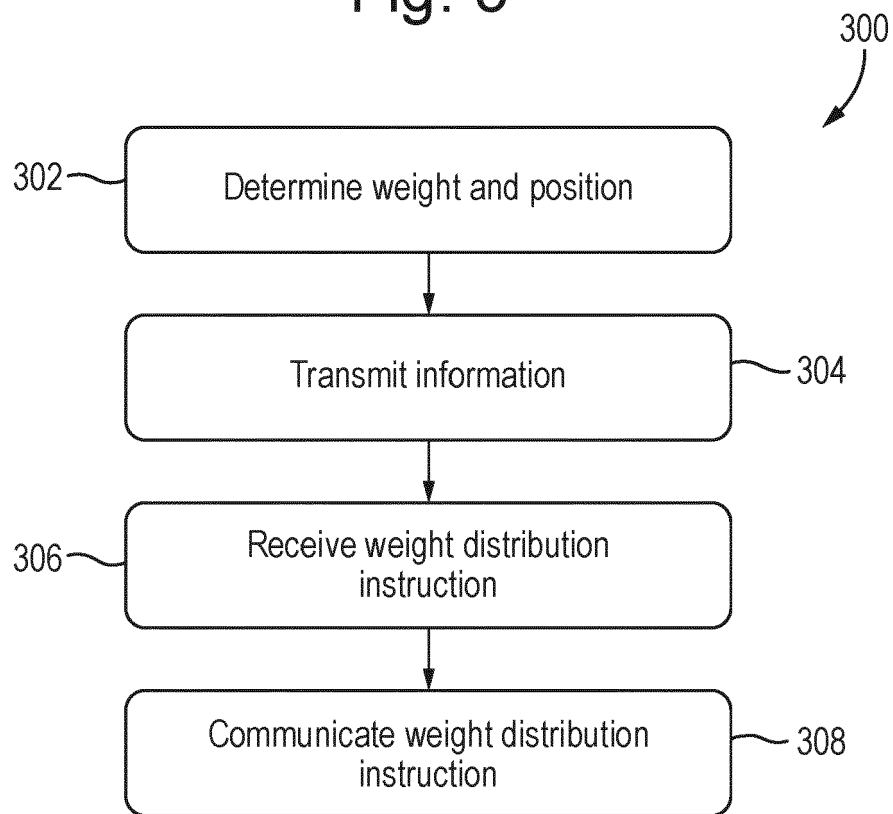 Fig.
300
302
Determine weight and position
Transmit information
304
306
Receive weight distribution
instruction
Communicate weight distribution
instruction
308